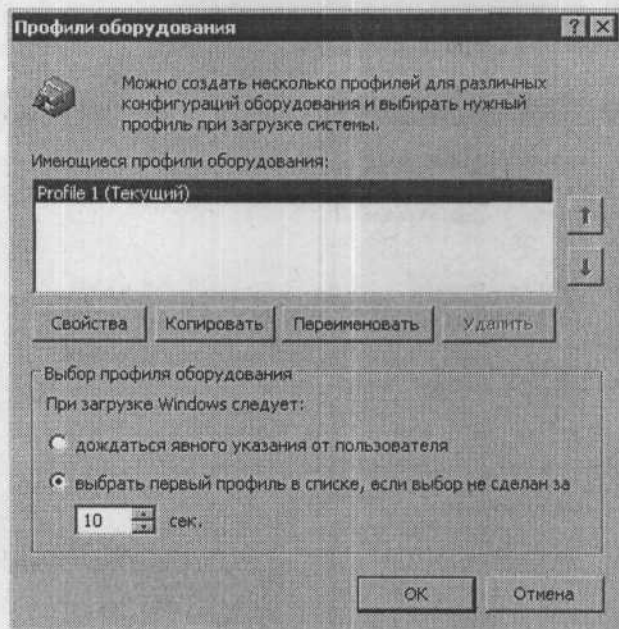 Профили оборудования
Можно создать несколько профилей для различных
конфигураций оборудования и выбирать нужный
профиль при загрузке системы.
Имеющиеся профили оборудования:
Profile 1 (Текущий)
Свойства Копировать Переименовать Удалить
Выбор профиля оборудования
При загрузке Windows следует:
дождаться явного указания от пользователя
выбрать первый профиль в списке, если выбор не сделан за
10 сек.
OK Отмена